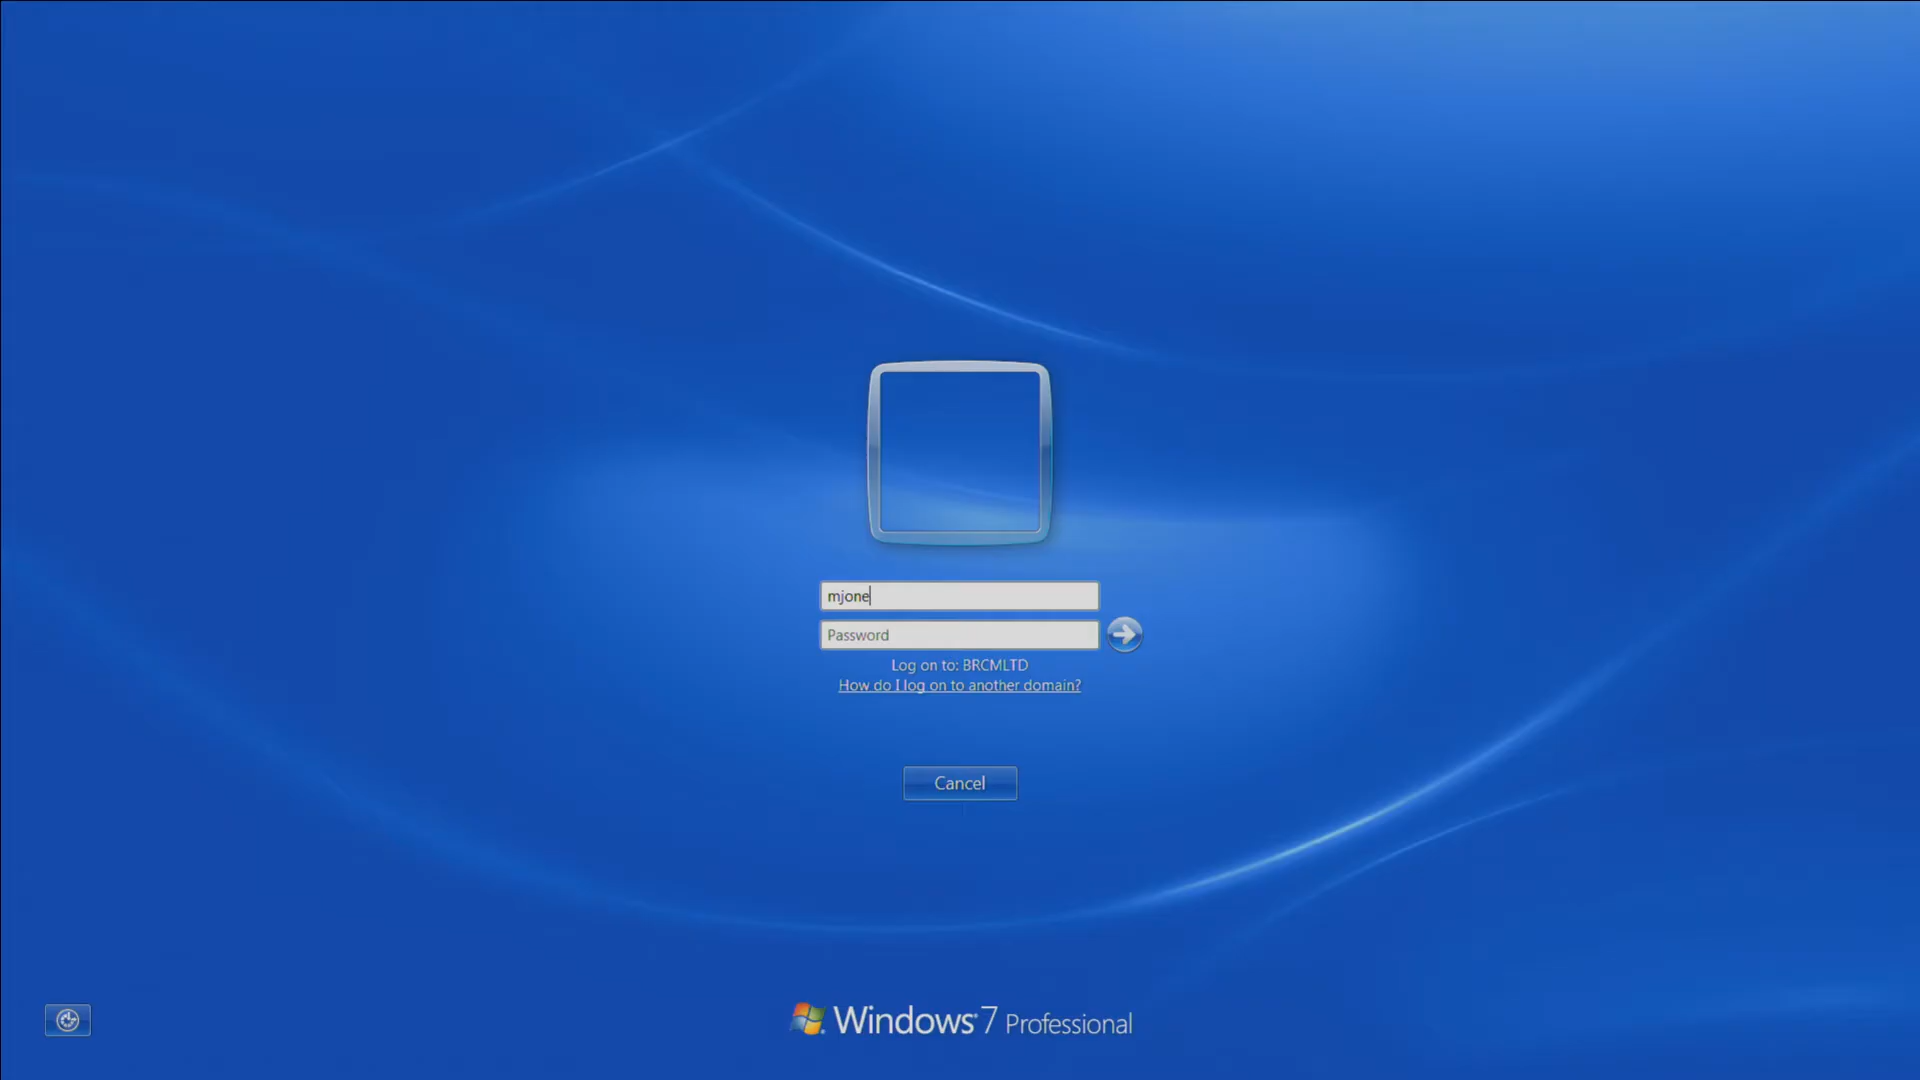 mjone
Password
Log on to: BRCMLTD
How do I log on to another domain?
Cancel
Windows 7 Professional